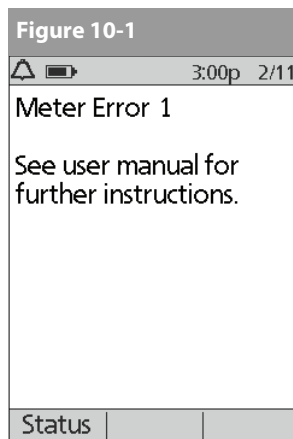 Figure 10-1
3:00p 2/11
Meter Error 1
See user manual for
further instructions.
Status